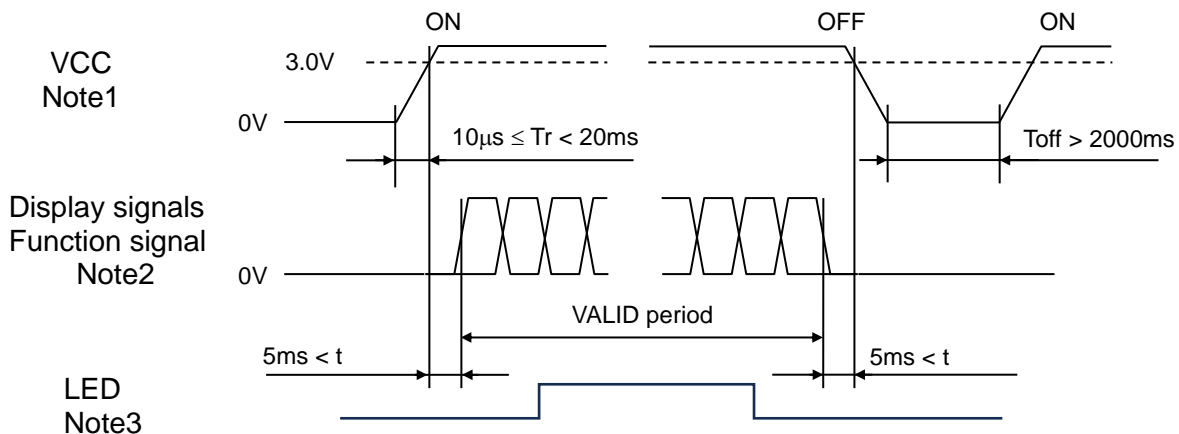 ON OFF ON
VCC
Note1
3.0V
0V
10μs ≤ Tr < 20ms
Toff > 2000ms
Display signals
Function signal
Note2
0V
VALID period
5ms < t
5ms < t
LED
Note3